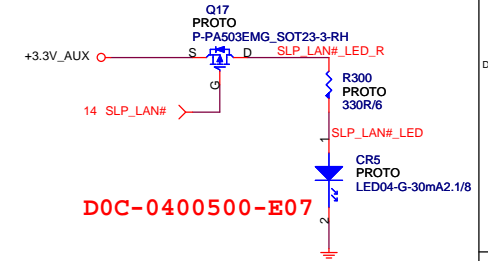 Q17
PROTO
P-PA503EMG_SOT23-3-RH
+3.3V_AUX
S
D
SLP_LAN#_LED_R
G
R300
PROTO
330R/6
14 SLP_LAN#
1
SLP_LAN#_LED
CR5
PROTO
LED04-G-30mA2.1/8
D0C-0400500-E07
2
D